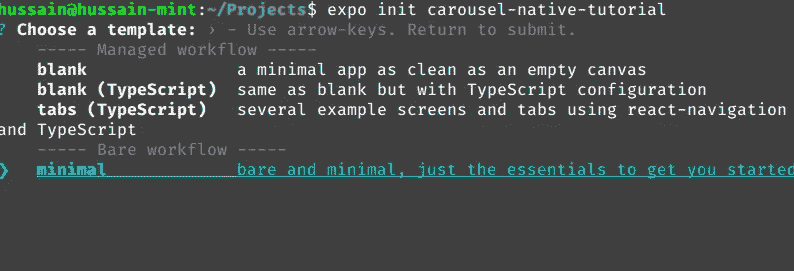 hussain@hussain-mint:~/Projects$ expo init carousel-native-tutorial
? Choose a template: › - Use arrow-keys. Return to submit.
----- Managed workflow -----
blank a minimal app as clean as an empty canvas
blank (TypeScript) same as blank but with TypeScript configuration
tabs (TypeScript) several example screens and tabs using react-navigation
and TypeScript
----- Bare workflow -----
❯ minimal bare and minimal, just the essentials to get you started